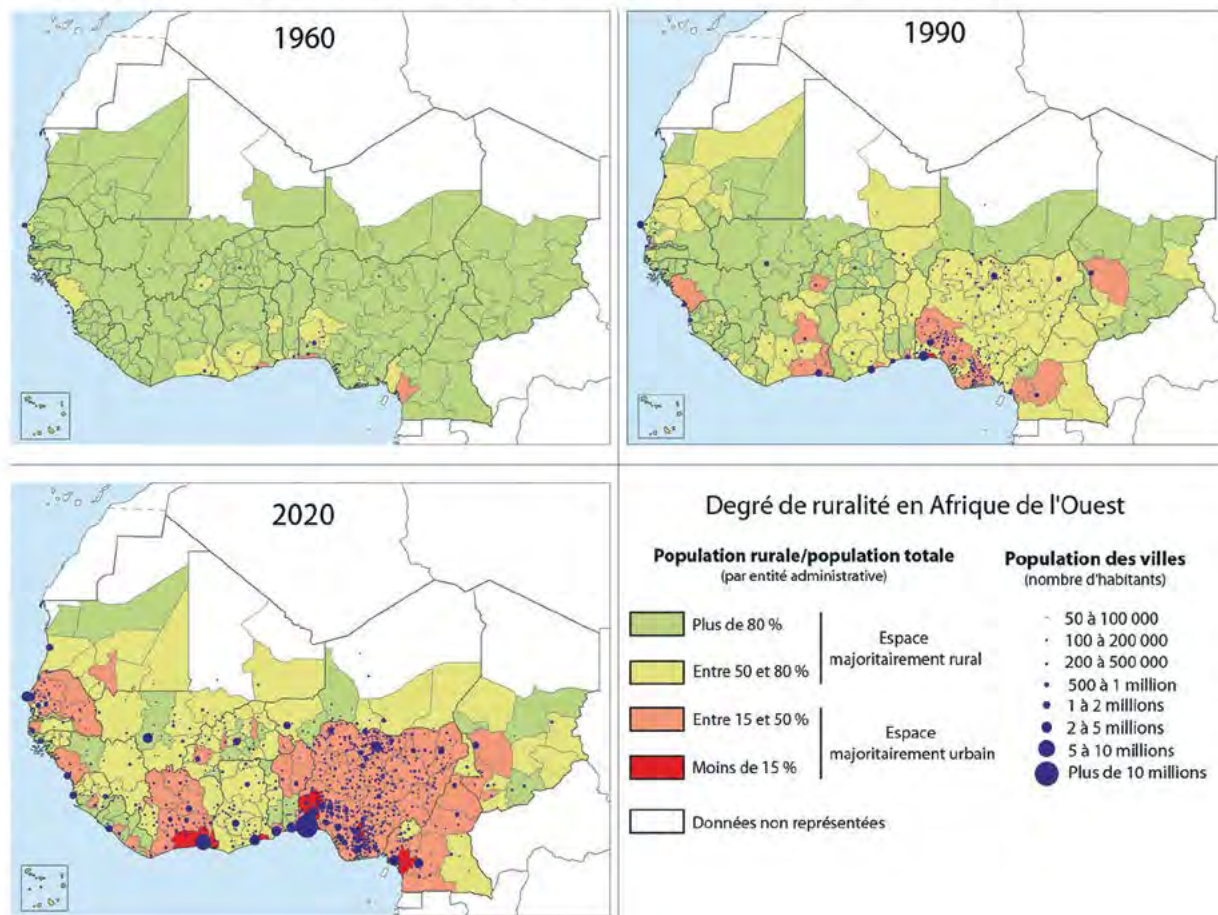 1960
1990
2020
Degré de ruralité en Afrique de l'Ouest
Population rurale/population totale
(par entité administrative)
Plus de 80 %
Entre 50 et 80 %
Espace
majoritairement rural
Entre 15 et 50 %
Moins de 15 %
Espace
majoritairement urbain
Données non représentées
Population des villes
(nombre d'habitants)
50 à 100 000
100 à 200 000
200 à 500 000
500 à 1 million
1 à 2 millions
2 à 5 millions
5 à 10 millions
Plus de 10 millions